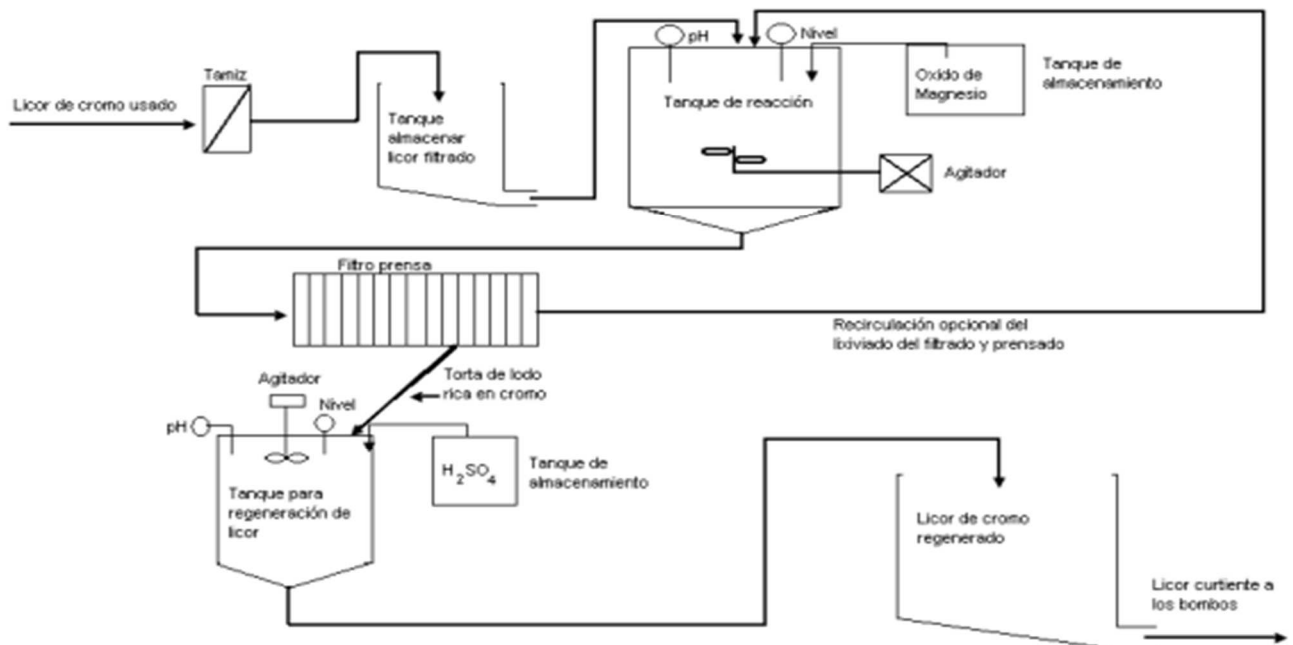 Tamiz
Licor de cromo usado
Tanque
almacenar
licor filtrado
pH
Nivel
Tanque de reacción
Oxido de
Magnesio
Tanque de
almacenamiento
Agitador
Filtro prensa
Recirculación opcional del
lixiviado del filtrado y prensado
Torta de lodo
rica en cromo
Agitador
Nivel
pH
H2SO4
Tanque de
almacenamiento
Tanque para
regeneración de
licor
Licor de cromo
regenerado
Licor curtiente a
los bombos